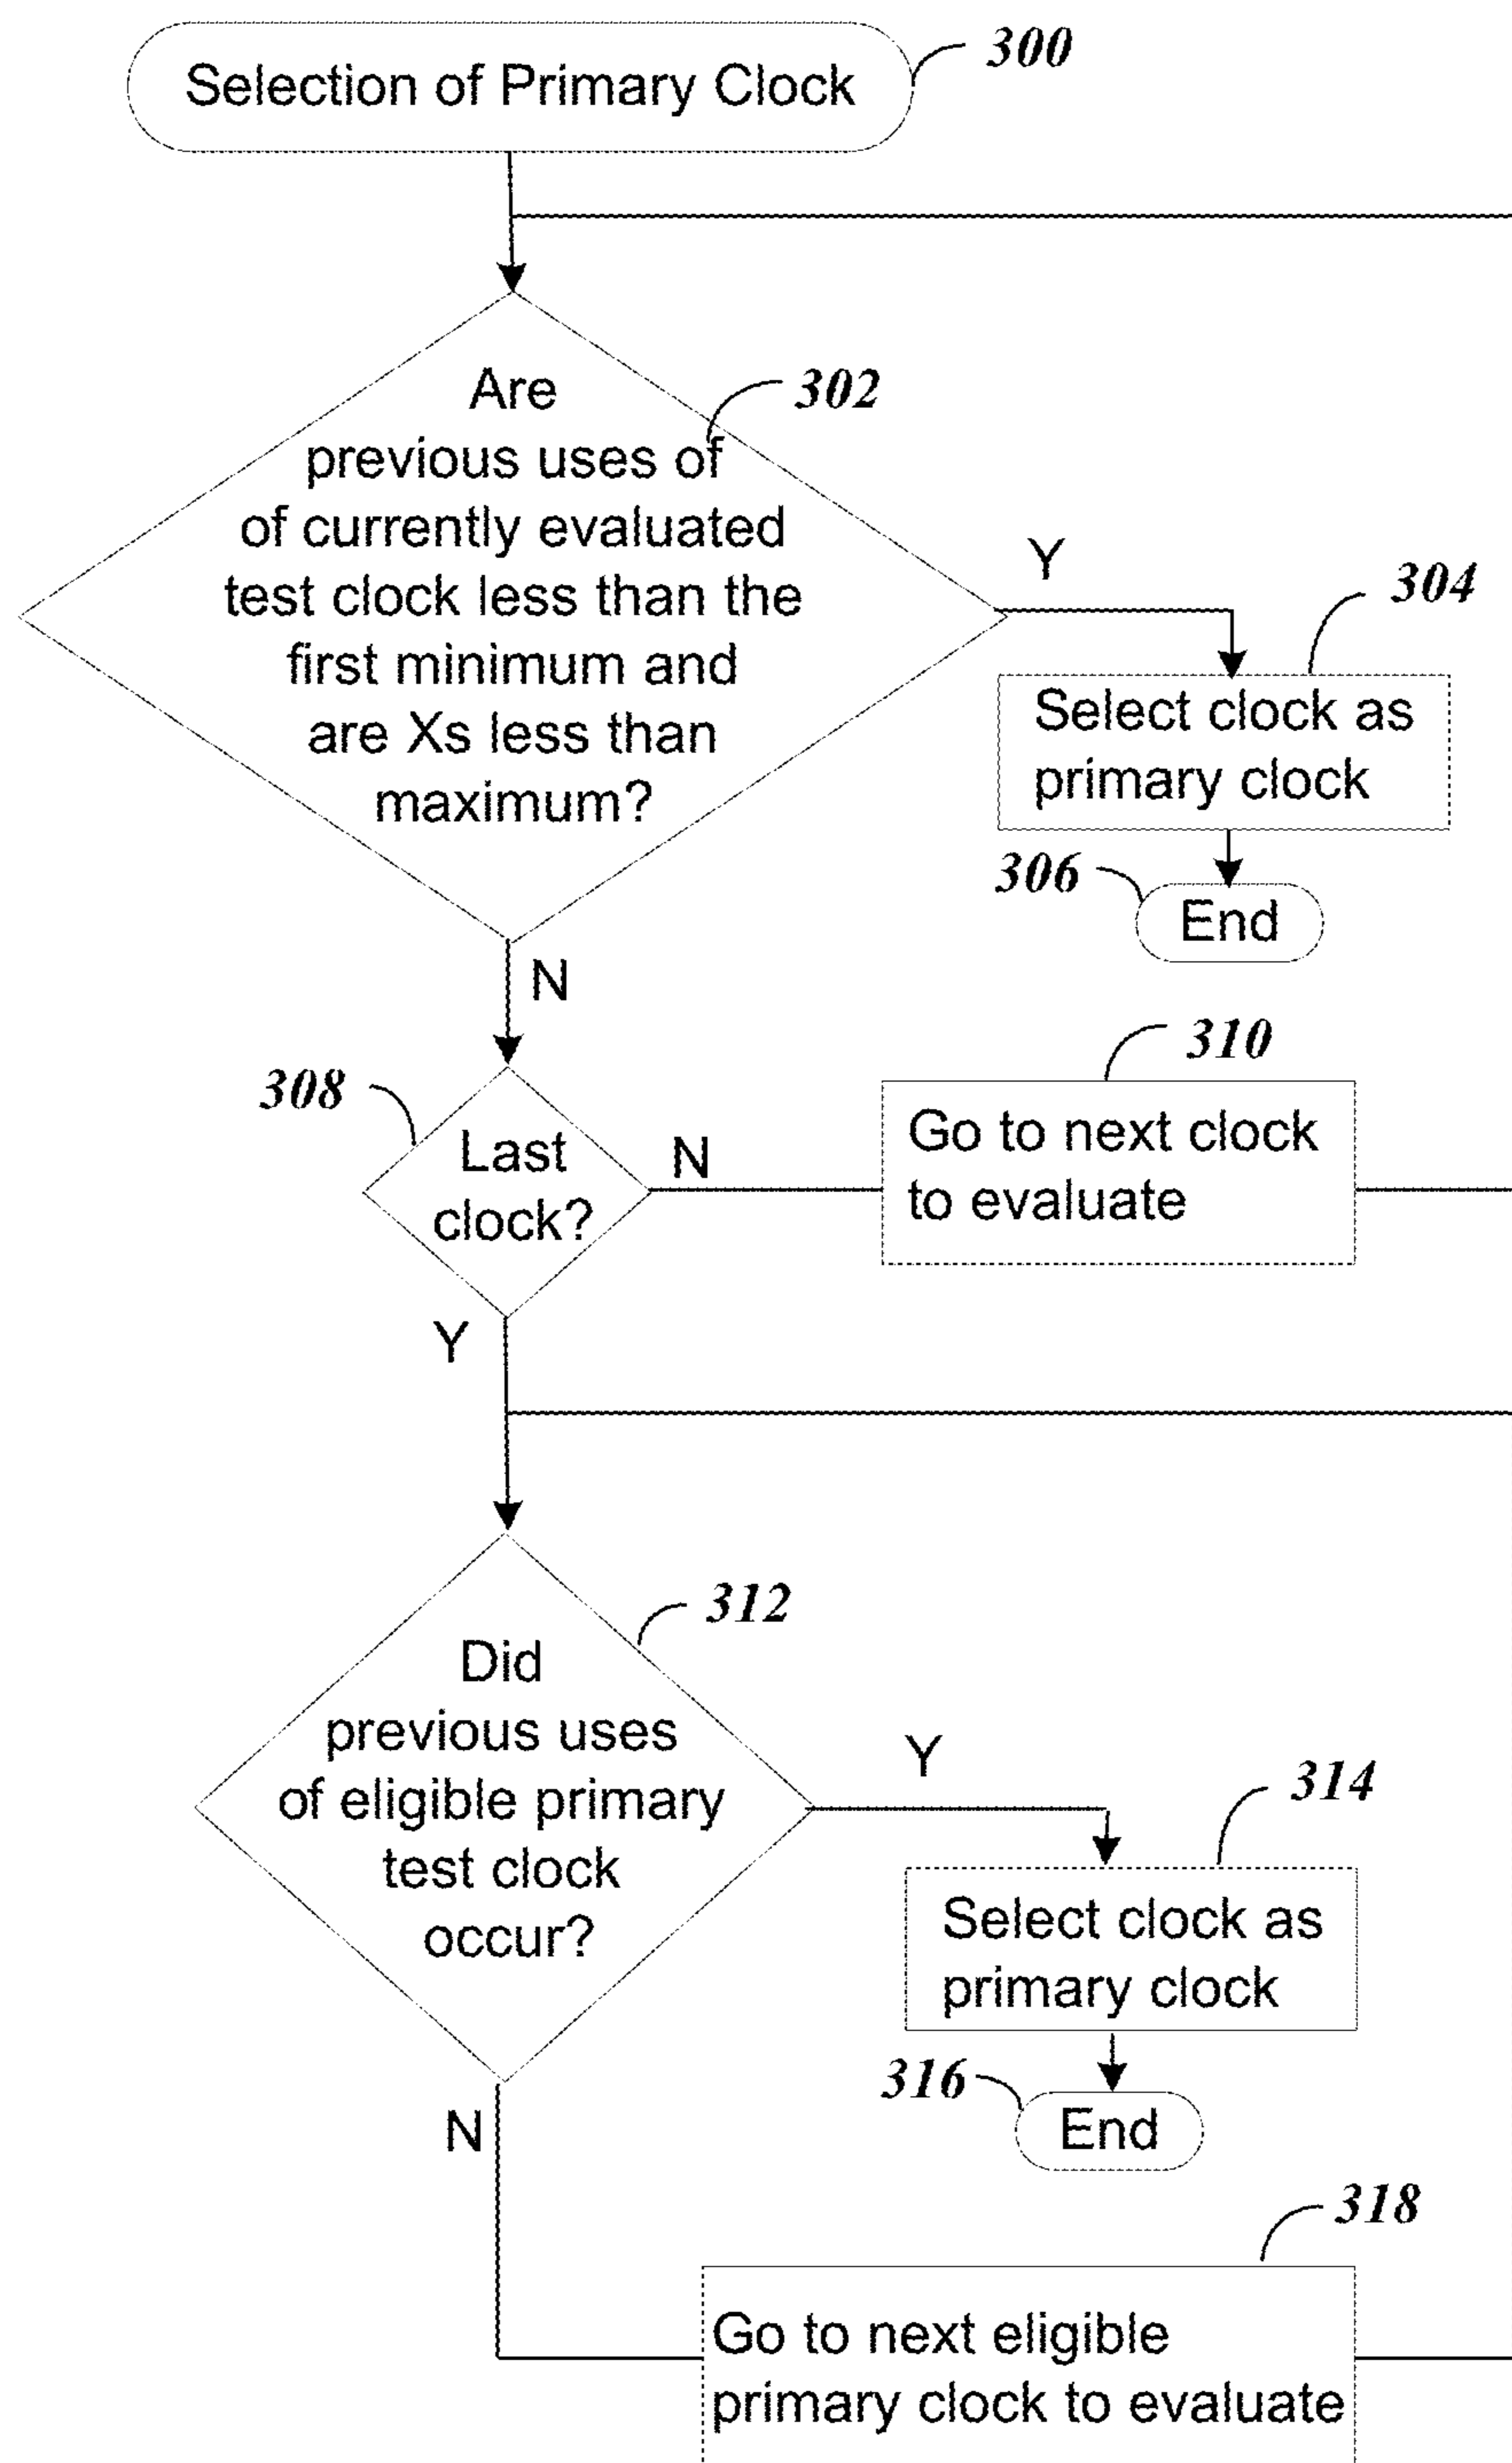 Selection of Primary Clock
300
Are
previous uses of
of currently evaluated
test clock less than the
first minimum and
are Xs less than
maximum?
302
Y
304
Select clock as
primary clock
306
End
N
308
Last
clock?
N
310
Go to next clock
to evaluate
Y
312
Did
previous uses
of eligible primary
test clock
occur?
Y
314
Select clock as
primary clock
316
End
N
318
Go to next eligible
primary clock to evaluate